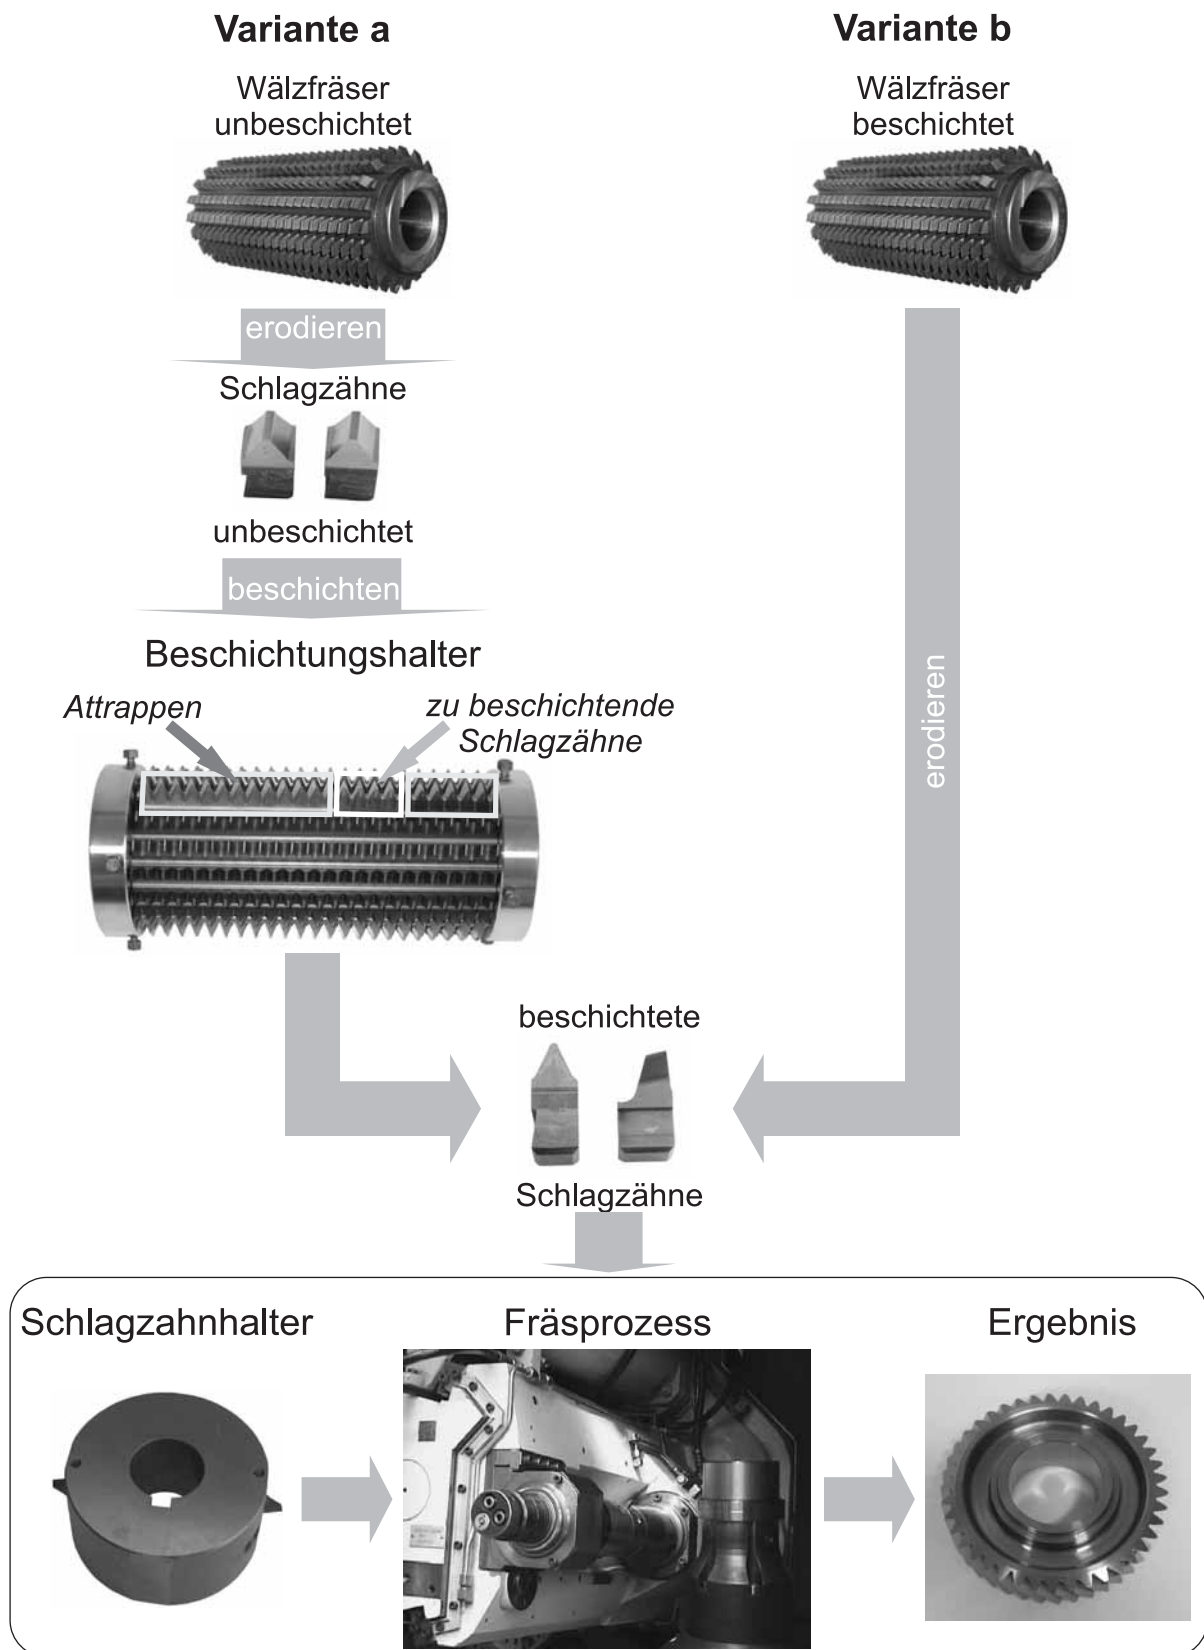 Variante a
Wälzfräser
unbeschichtet
erodieren
Schlagzähne
unbeschichtet
beschichten
Beschichtungshalter
Attrappen
zu beschichtende
Schlagzähne
Variante b
Wälzfräser
beschichtet
erodieren
beschichtete
Schlagzähne
Schlagzahnhalter
Fräsprozess
Ergebnis